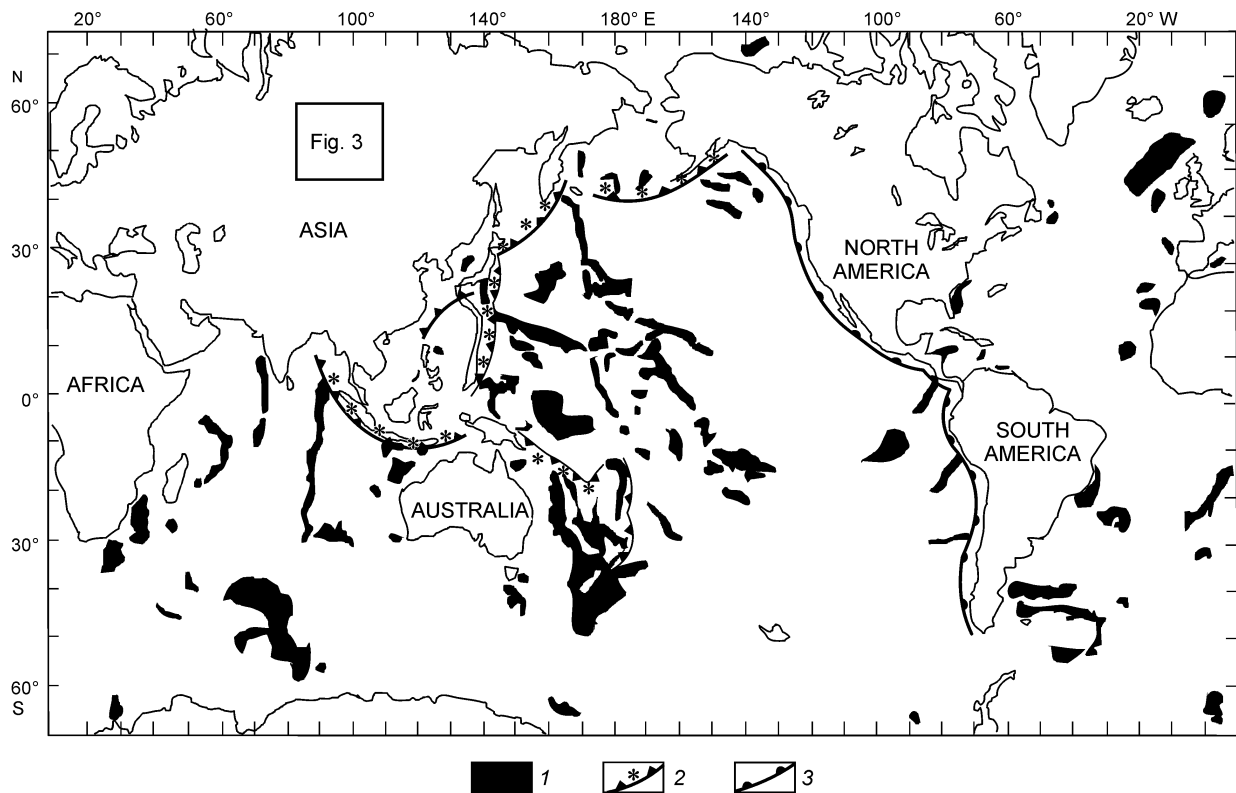 20° 60° 100° 140° 180° E 140° 100° 60° 20° W
N
60°
Fig. 3
ASIA
30°
NORTH
AMERICA
AFRICA
0°
SOUTH
AMERICA
AUSTRALIA
30°
60°
S
1 2 3